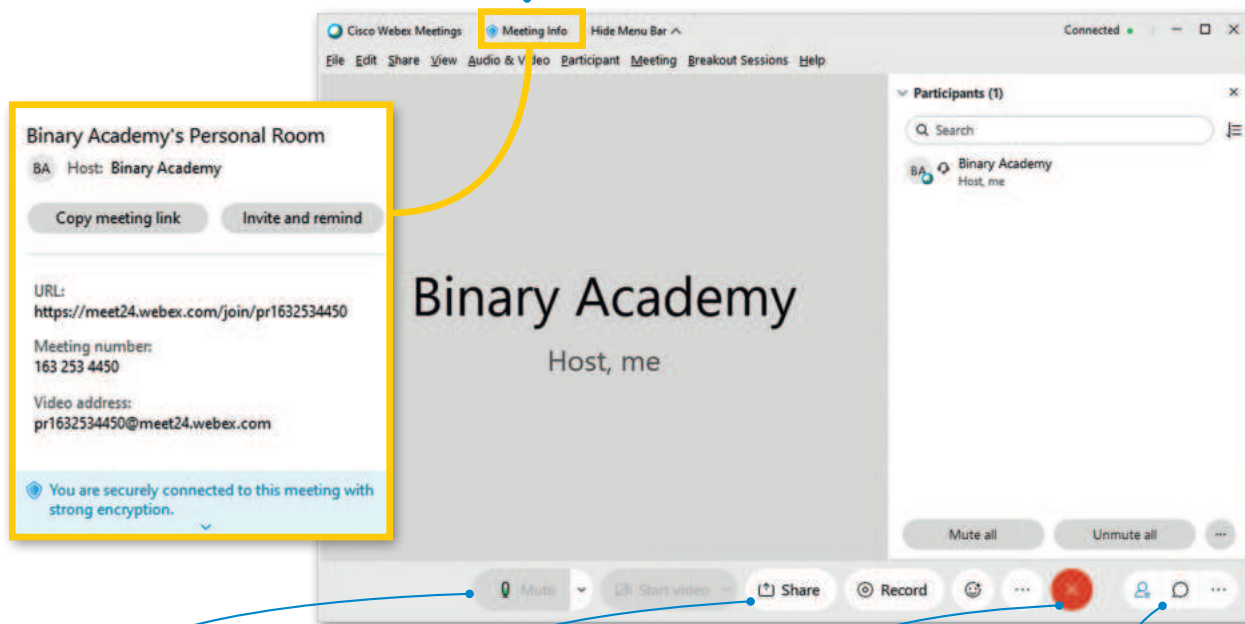 Cisco Webex Meetings Meeting Info Hide Menu Bar Connected
File Edit Share View Audio & Video Participant Meeting Breakout Sessions Help
Binary Academy's Personal Room
BA Host: Binary Academy
Copy meeting link Invite and remind
URL:
https://meet24.webex.com/join/pr1632534450
Meeting number:
163 253 4450
Video address:
pr1632534450@meet24.webex.com
You are securely connected to this meeting with
strong encryption.
Binary Academy
Host, me
Participants (1)
Search
BA Binary Academy
Host, me
Mute all Unmute all ...
Mute Start video Share Record ... ...